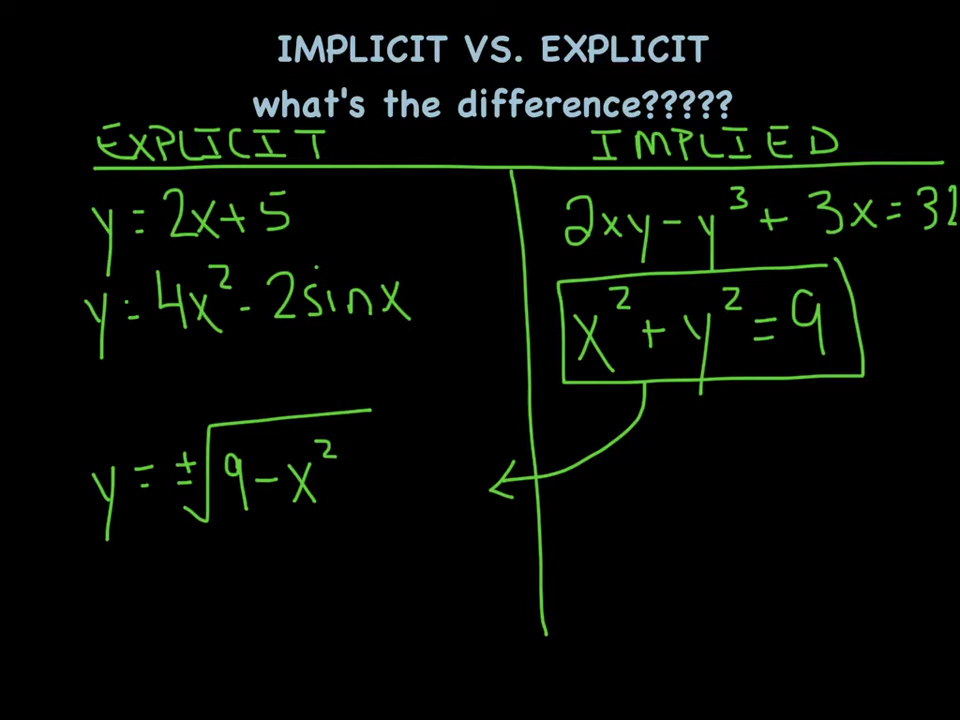 IMPLICIT VS. EXPLICIT
what's the difference?????
EXPLICIT
y = 2x + 5
y = 4x² - 2sinx
y = ±√9 - x²
IMPLIED
2xy - y³ + 3x = 32
x² + y² = 9